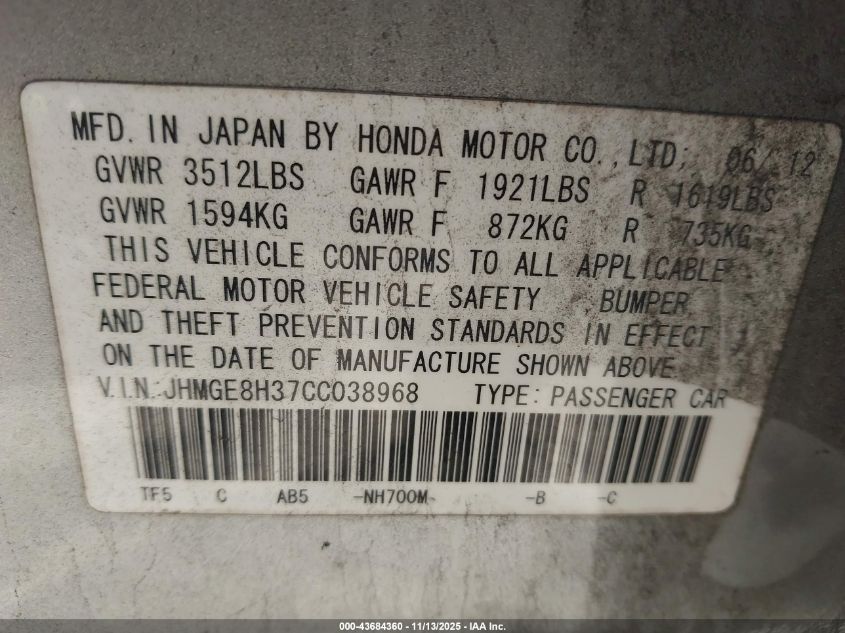 MFD. IN JAPAN BY HONDA MOTOR CO., LTD; 06/12
GVWR 3512LBS GAWR F 1921LBS R 1619LBS
GVWR 1594KG GAWR F 872KG R 735KG
THIS VEHICLE CONFORMS TO ALL APPLICABLE
FEDERAL MOTOR VEHICLE SAFETY BUMPER
AND THEFT PREVENTION STANDARDS IN EFFECT
ON THE DATE OF MANUFACTURE SHOWN ABOVE
V.I.N: JHMGE8H37CC038968 TYPE: PASSENGER CAR
TF5 C AB5 -NH700M- -B -C
000-43684360 - 11/13/2025 - IAA Inc.